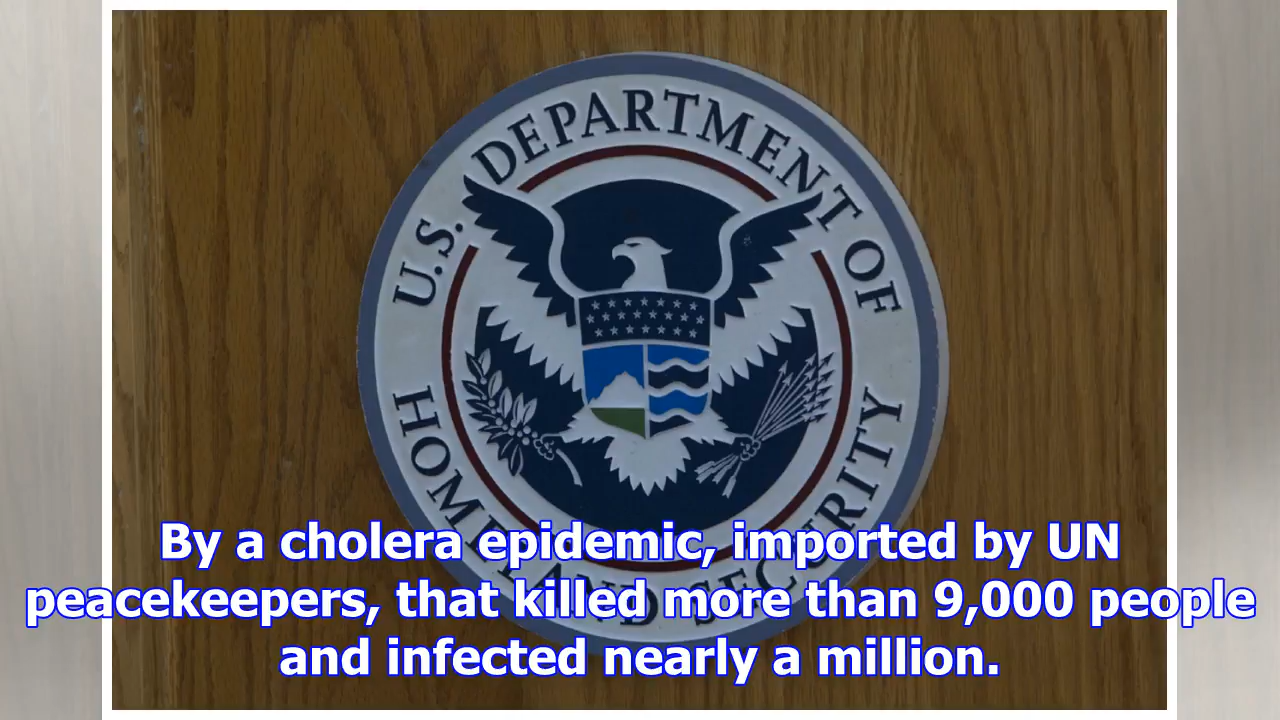 U.S. DEPARTMENT OF
HOMELAND SECURITY
By a cholera epidemic, imported by UN
peacekeepers, that killed more than 9,000 people
and infected nearly a million.